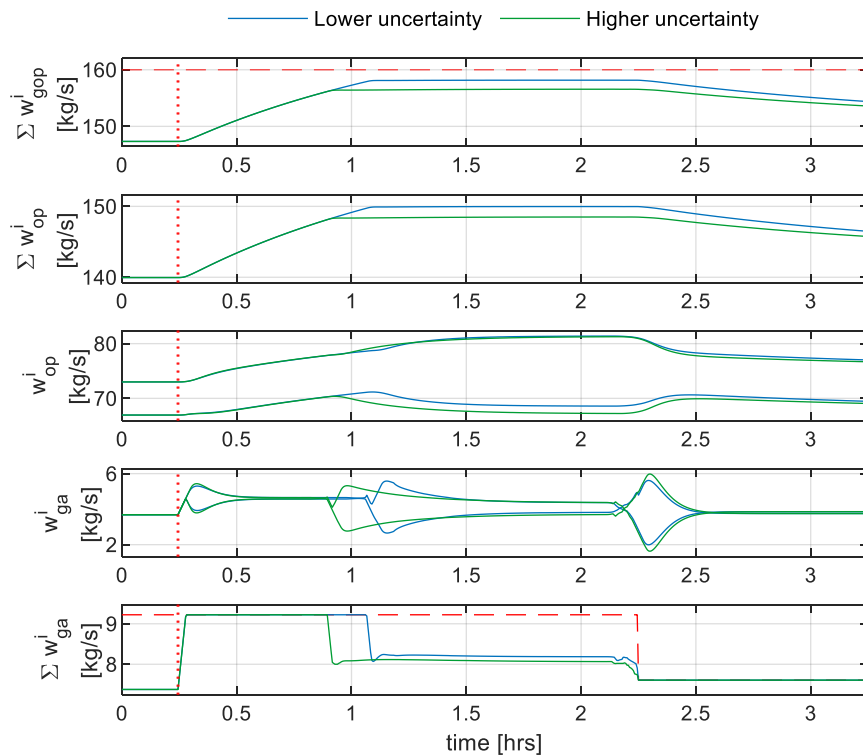 Lower uncertainty Higher uncertainty
Σ w^i_gop [kg/s]
160
150
0 0.5 1 1.5 2 2.5 3
Σ w^i_op [kg/s]
150
140
0 0.5 1 1.5 2 2.5 3
w^i_op [kg/s]
80
70
0 0.5 1 1.5 2 2.5 3
w^i_ga [kg/s]
6
2
0 0.5 1 1.5 2 2.5 3
Σ w^i_ga [kg/s]
9
8
0 0.5 1 1.5 2 2.5 3
time [hrs]